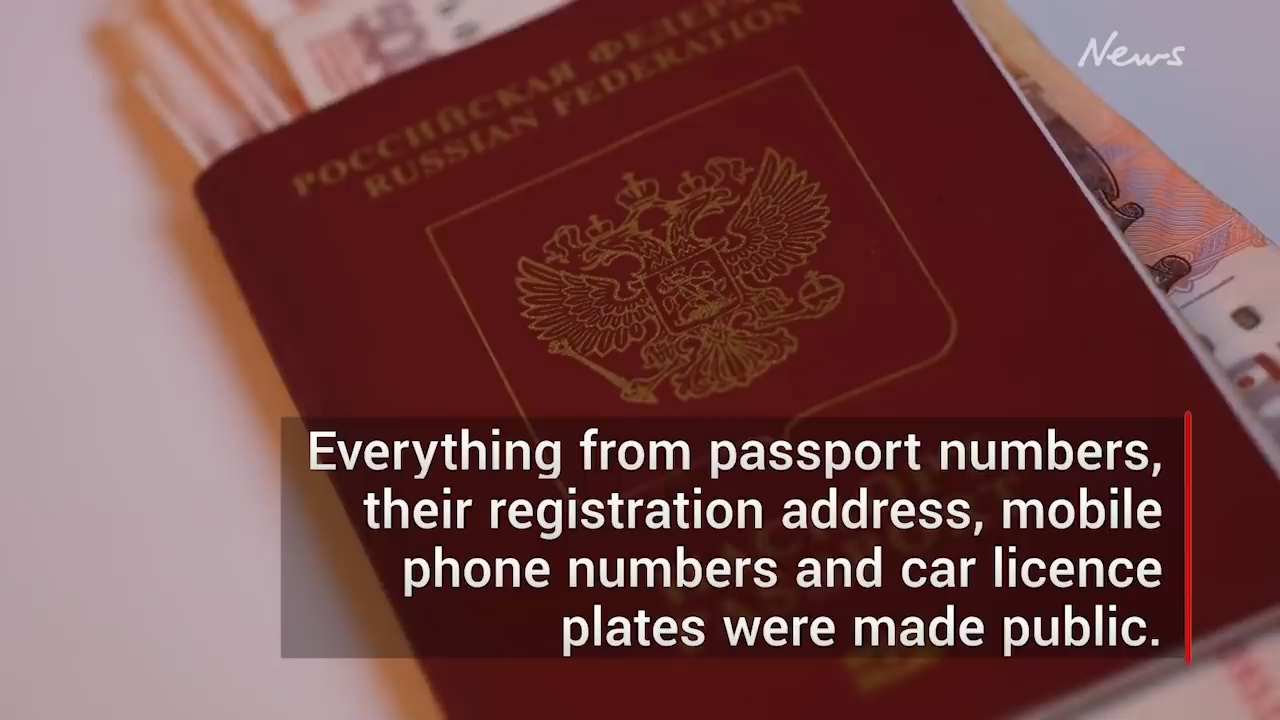 News
РОССИЙСКАЯ ФЕДЕРА
RUSSIAN FEDERATION
Everything from passport numbers,
their registration address, mobile
phone numbers and car licence
plates were made public.